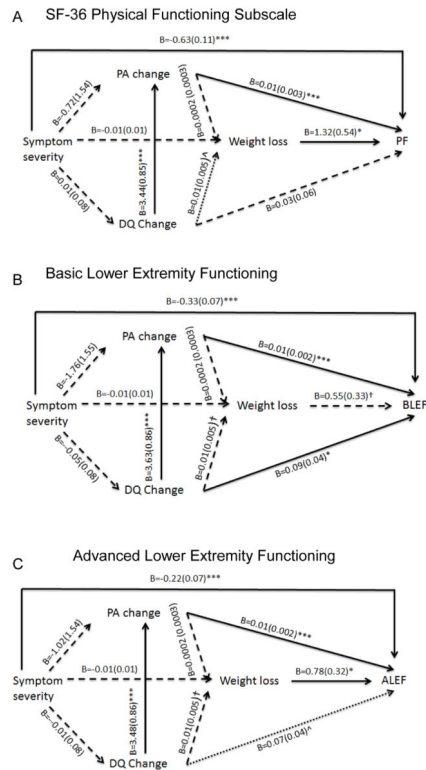 A SF-36 Physical Functioning Subscale
B=-0.63(0.11)***
PA change
B=-0.72(1.54)
B=0.0002 (0.0003)
B=0.01(0.003)***
B=-0.01(0.01)
Symptom
severity
Weight loss
B=1.32(0.54)*
PF
B=3.44(0.85)***
B=0.01(0.08)
B=0.01(0.005)^
B=0.03(0.06)
DQ Change
B Basic Lower Extremity Functioning
B=-0.33(0.07)***
PA change
B=-1.76(1.55)
B=0.0002 (0.0003)
B=0.01(0.002)***
B=-0.01(0.01)
B=0.55(0.33)†
Symptom
severity
Weight loss
BLEF
B=3.63(0.86)***
B=-0.05(0.08)
B=0.01(0.005)†
B=0.09(0.04)*
DQ Change
C Advanced Lower Extremity Functioning
B=-0.22(0.07)***
PA change
B=-1.02(1.54)
B=0.0002 (0.0003)
B=0.01(0.002)***
B=-0.01(0.01)
B=0.78(0.32)*
Symptom
severity
Weight loss
ALEF
B=3.48(0.86)***
B=-0.01(0.08)
B=0.01(0.005)†
B=0.07(0.04)^
DQ Change